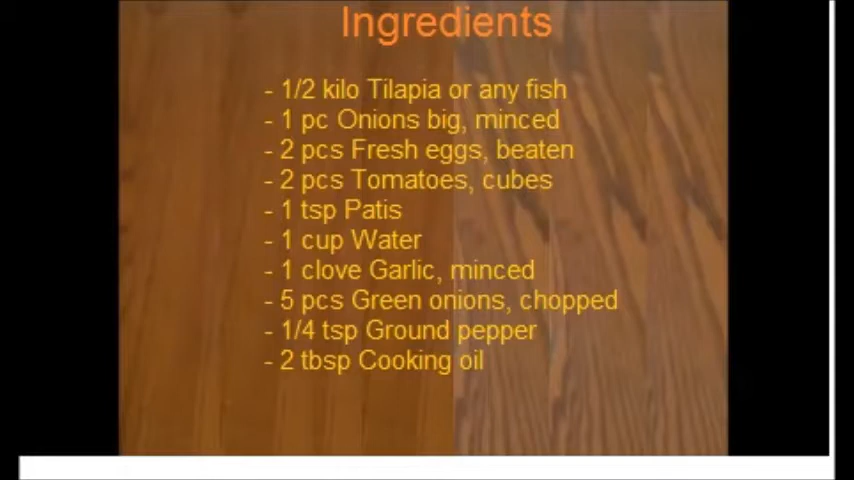 Ingredients
- 1/2 kilo Tilapia or any fish
- 1 pc Onions big, minced
- 2 pcs Fresh eggs, beaten
- 2 pcs Tomatoes, cubes
- 1 tsp Patis
- 1 cup Water
- 1 clove Garlic, minced
- 5 pcs Green onions, chopped
- 1/4 tsp Ground pepper
- 2 tbsp Cooking oil